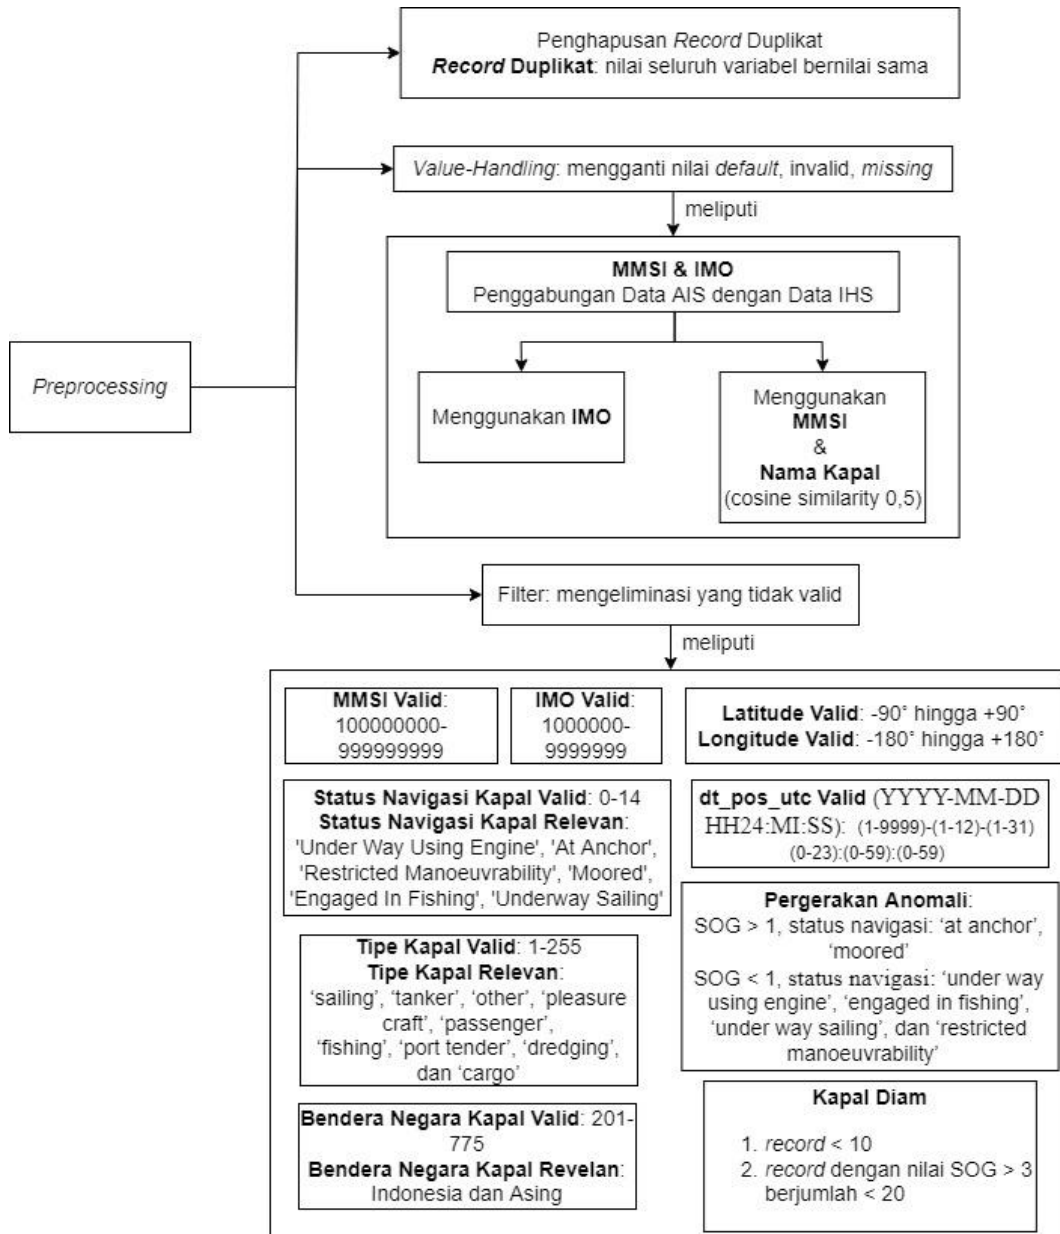 Penghapusan Record Duplikat
Record Duplikat: nilai seluruh variabel bernilai sama
Value-Handling: mengganti nilai default, invalid, missing
meliputi
MMSI & IMO
Penggabungan Data AIS dengan Data IHS
Preprocessing
Menggunakan IMO
Menggunakan
MMSI
&
Nama Kapal
(cosine similarity 0,5)
Filter: mengeliminasi yang tidak valid
meliputi
MMSI Valid:
100000000-
999999999
IMO Valid:
1000000-
9999999
Latitude Valid: -90° hingga +90°
Longitude Valid: -180° hingga +180°
Status Navigasi Kapal Valid: 0-14
Status Navigasi Kapal Relevan:
'Under Way Using Engine', 'At Anchor',
'Restricted Manoeuvrability', 'Moored',
'Engaged In Fishing', 'Underway Sailing'
dt_pos_utc Valid (YYYY-MM-DD
HH24:MI:SS): (1-9999)-(1-12)-(1-31)
(0-23):(0-59):(0-59)
Pergerakan Anomali:
SOG > 1, status navigasi: ‘at anchor’,
‘moored’
SOG < 1, status navigasi: ‘under way
using engine’, ‘engaged in fishing’,
‘under way sailing’, dan ‘restricted
manoeuvrability’
Tipe Kapal Valid: 1-255
Tipe Kapal Relevan:
‘sailing’, ‘tanker’, ‘other’, ‘pleasure
craft’, ‘passenger’,
‘fishing’, ‘port tender’, ‘dredging’,
dan ‘cargo’
Bendera Negara Kapal Valid: 201-
775
Bendera Negara Kapal Revelan:
Indonesia dan Asing
Kapal Diam
1. record < 10
2. record dengan nilai SOG > 3
berjumlah < 20